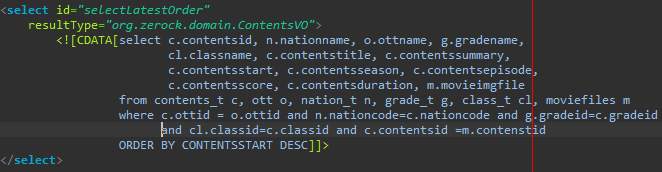 <select id="selectLatestOrder"
resultType="org.zerock.domain.ContentsVO">
<![CDATA[select c.contentsid, n.nationname, o.ottname, g.gradename,
cl.classname, c.contentstitle, c.contentssummary,
c.contentsstart, c.contentsseason, c.contentsepisode,
c.contentsscore, c.contentsduration, m.movieimgfile
from contents_t c, ott o, nation_t n, grade_t g, class_t cl, moviefiles m
where c.ottid = o.ottid and n.nationcode=c.nationcode and g.gradeid=c.gradeid
and cl.classid=c.classid and c.contentsid =m.contenstid
ORDER BY CONTENTSSTART DESC]]>
</select>